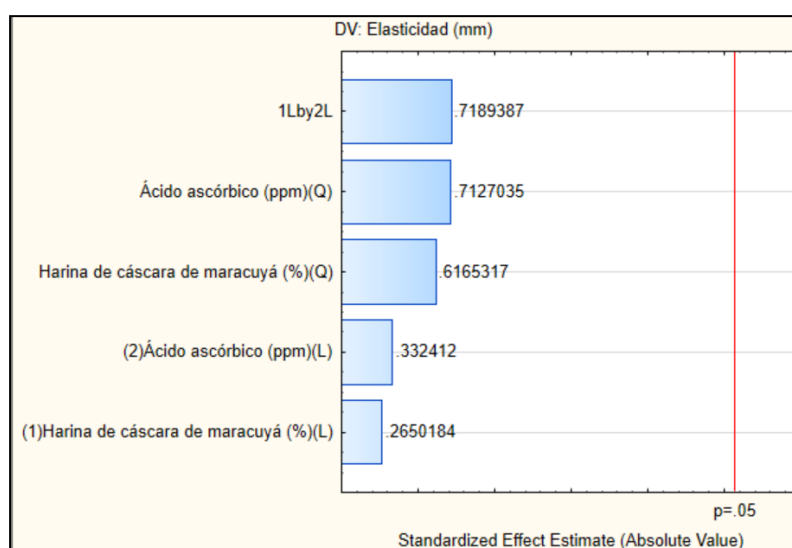 DV: Elasticidad (mm)
1Lby2L
.7189387
Ácido ascórbico (ppm)(Q)
.7127035
Harina de cáscara de maracuyá (%)(Q)
.6165317
(2)Ácido ascórbico (ppm)(L)
.332412
(1)Harina de cáscara de maracuyá (%)(L)
.2650184
p=.05
Standardized Effect Estimate (Absolute Value)